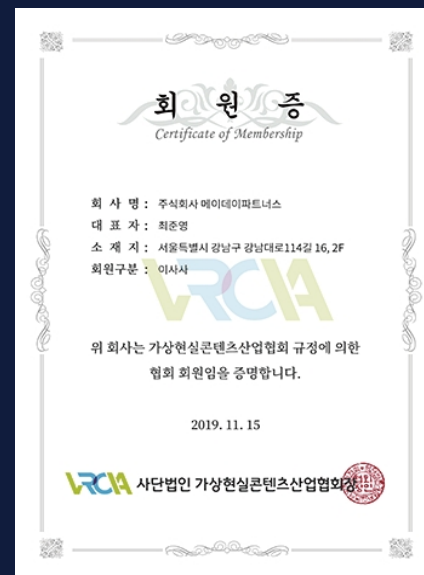 회 원 증
Certificate of Membership
회 사 명 : 주식회사 메이데이파트너스
대 표 자 : 최준영
소 재 지 : 서울특별시 강남구 강남대로114길 16, 2F
회원구분 : 이사사
VRCIA
위 회사는 가상현실콘텐츠산업협회 규정에 의한
협회 회원임을 증명합니다.
2019. 11. 15
VRCIA 사단법인 가상현실콘텐츠산업협회장